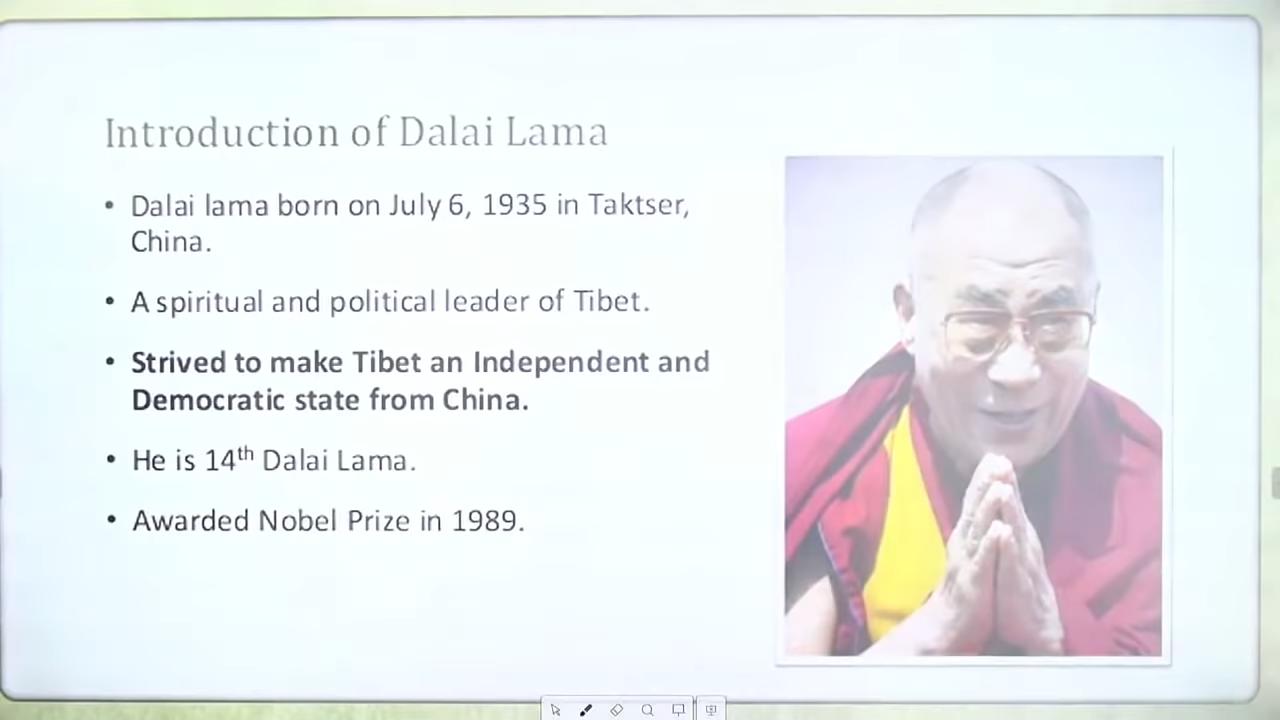 Introduction of Dalai Lama
• Dalai lama born on July 6, 1935 in Taktser,
China.
• A spiritual and political leader of Tibet.
• Strived to make Tibet an Independent and
Democratic state from China.
• He is 14th Dalai Lama.
• Awarded Nobel Prize in 1989.